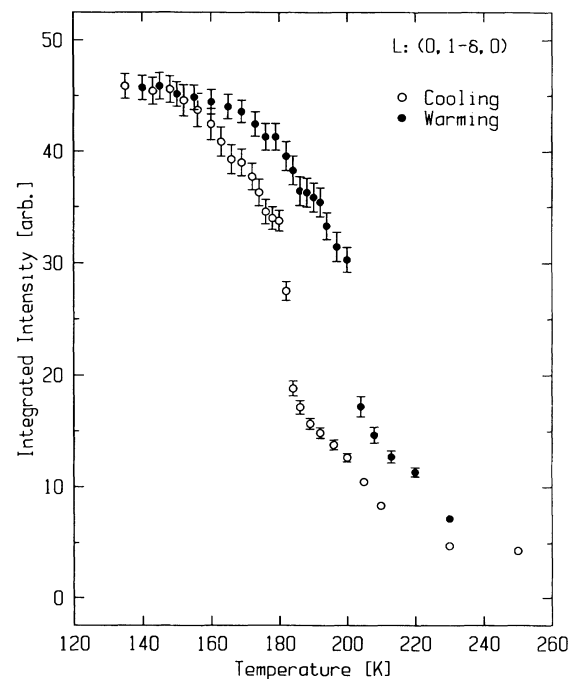 50
40
30
20
10
0
Integrated Intensity [arb.]
L: (0, 1-δ, 0)
Cooling
Warming
120 140 160 180 200 220 240 260
Temperature [K]